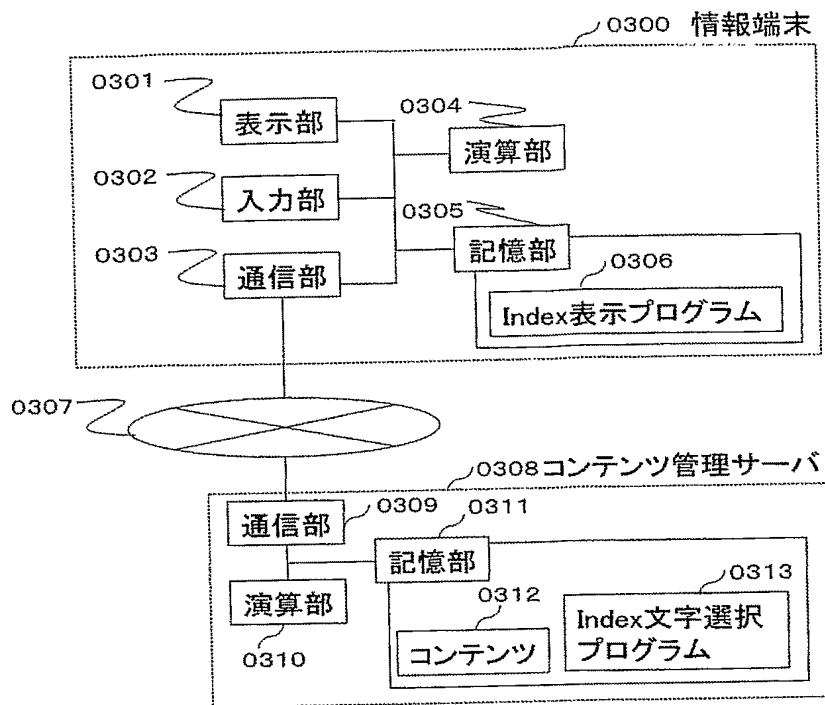 0300 情報端末
0301
表示部
0304
演算部
0302
入力部
0305
記憶部
0303
通信部
0306
Index表示プログラム
0307
0308コンテンツ管理サーバ
通信部
0309
0311
記憶部
演算部
0310
0312
コンテンツ
0313
Index文字選択
プログラム